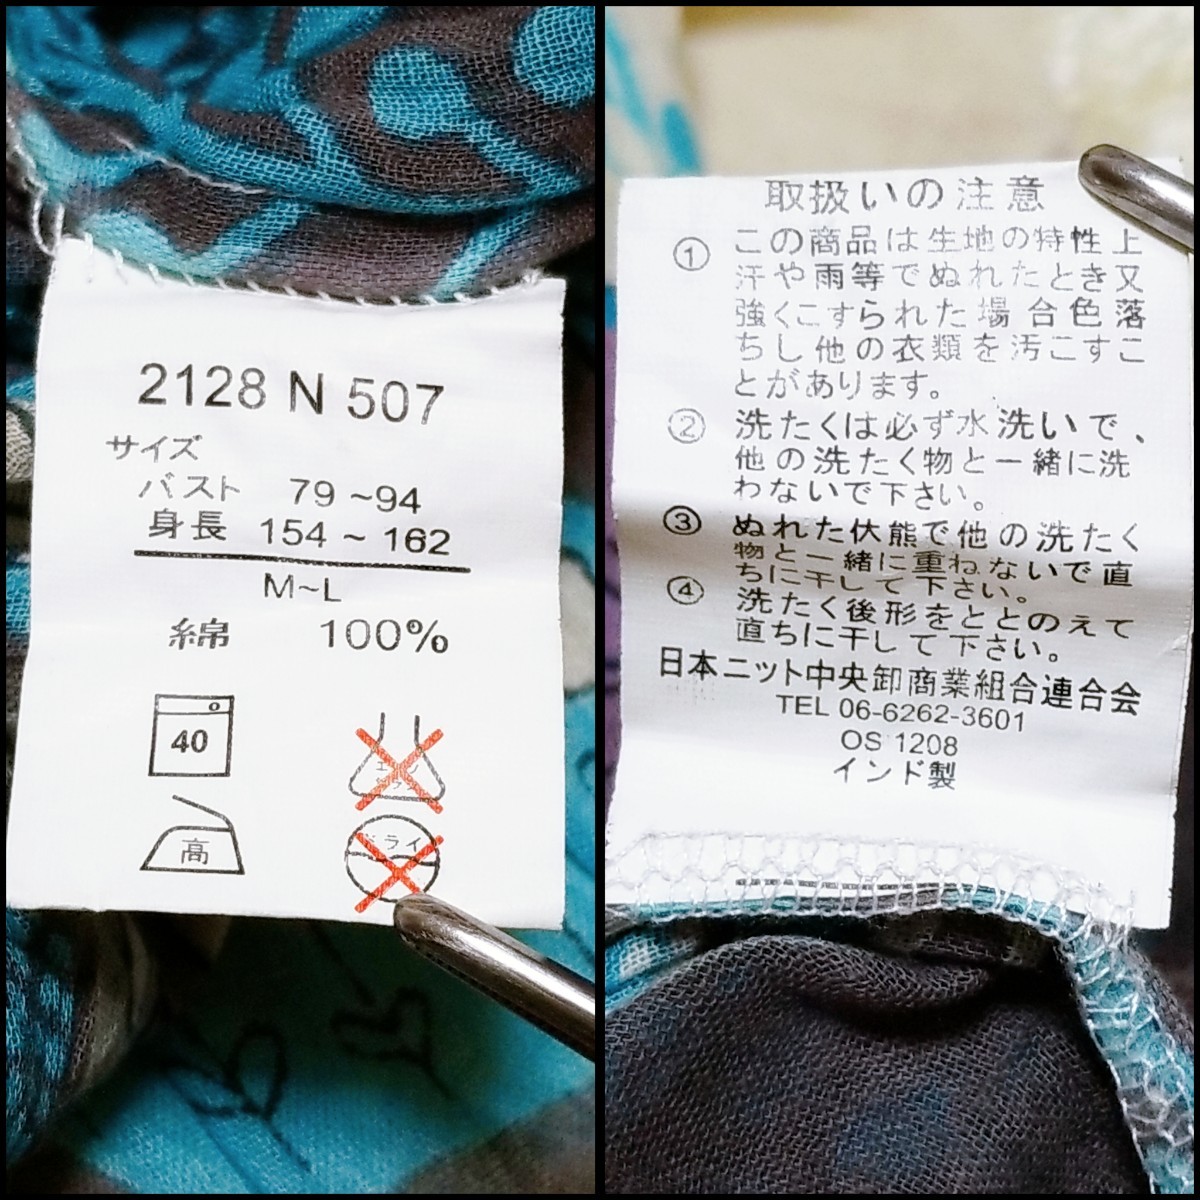 2128 N 507
サイズ
バスト 79 ~94
身長 154 ~ 162
M~L
綿 100%
40
高
ドライ
取扱いの注意
① この商品は生地の特性上
汗や雨等でぬれたとき又
強くこすられた場合色落
ちし他の衣類を汚こすこ
とがあります。
② 洗たくは必ず水洗いで、
他の洗たく物と一緒に洗
わないで下さい。
③ ぬれた伏熊で他の洗たく
物と一緒に重ねないで直
ちに干して下さい。
④ 洗たく後形をととのえて
直ちに干して下さい。
日本ニット中央卸商業組合連合会
TEL 06-6262-3601
OS 1208
インド製